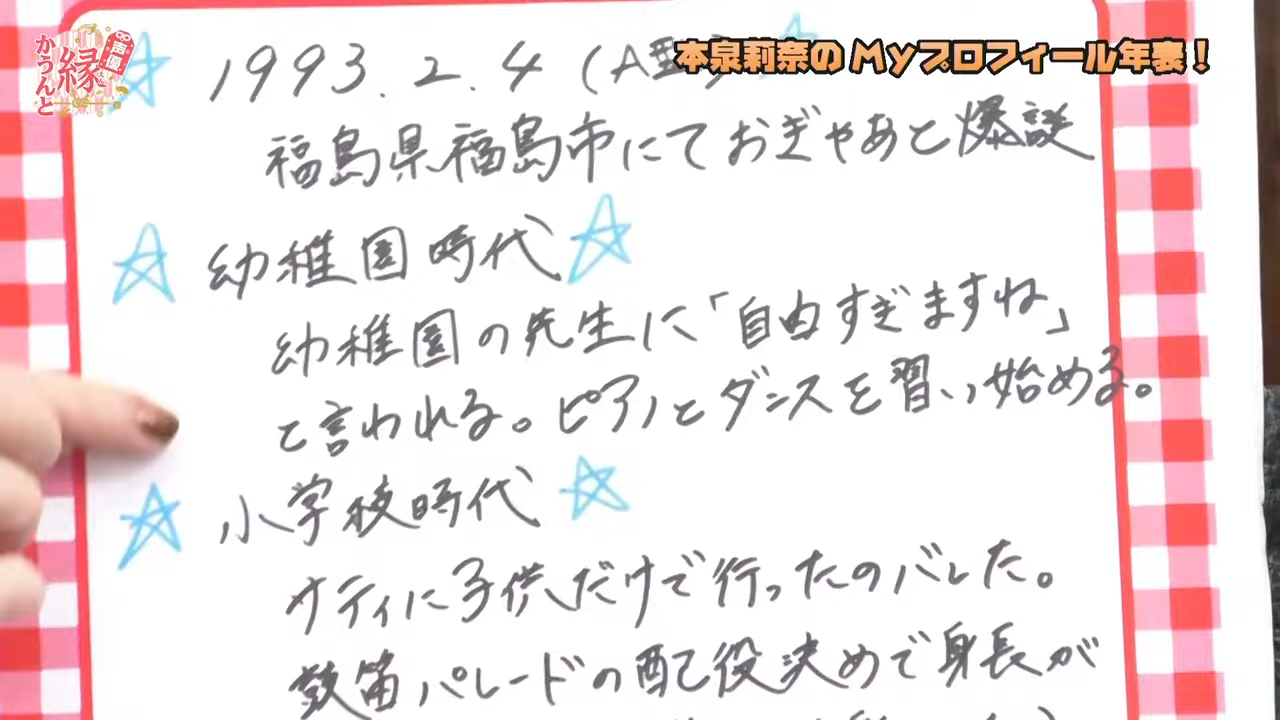 声優
縁
かうんと
本泉莉奈のMyプロフィール年表！
1993.2.4 (A型)
福島県福島市にておぎゃあと爆誕
幼稚園時代
幼稚園の先生に「自由すぎますね」
と言われる。ピアノとダンスを習い始める。
小学校時代
サティに子供だけで行ったのバレた。
鼓笛パレードの配役決めで身長が